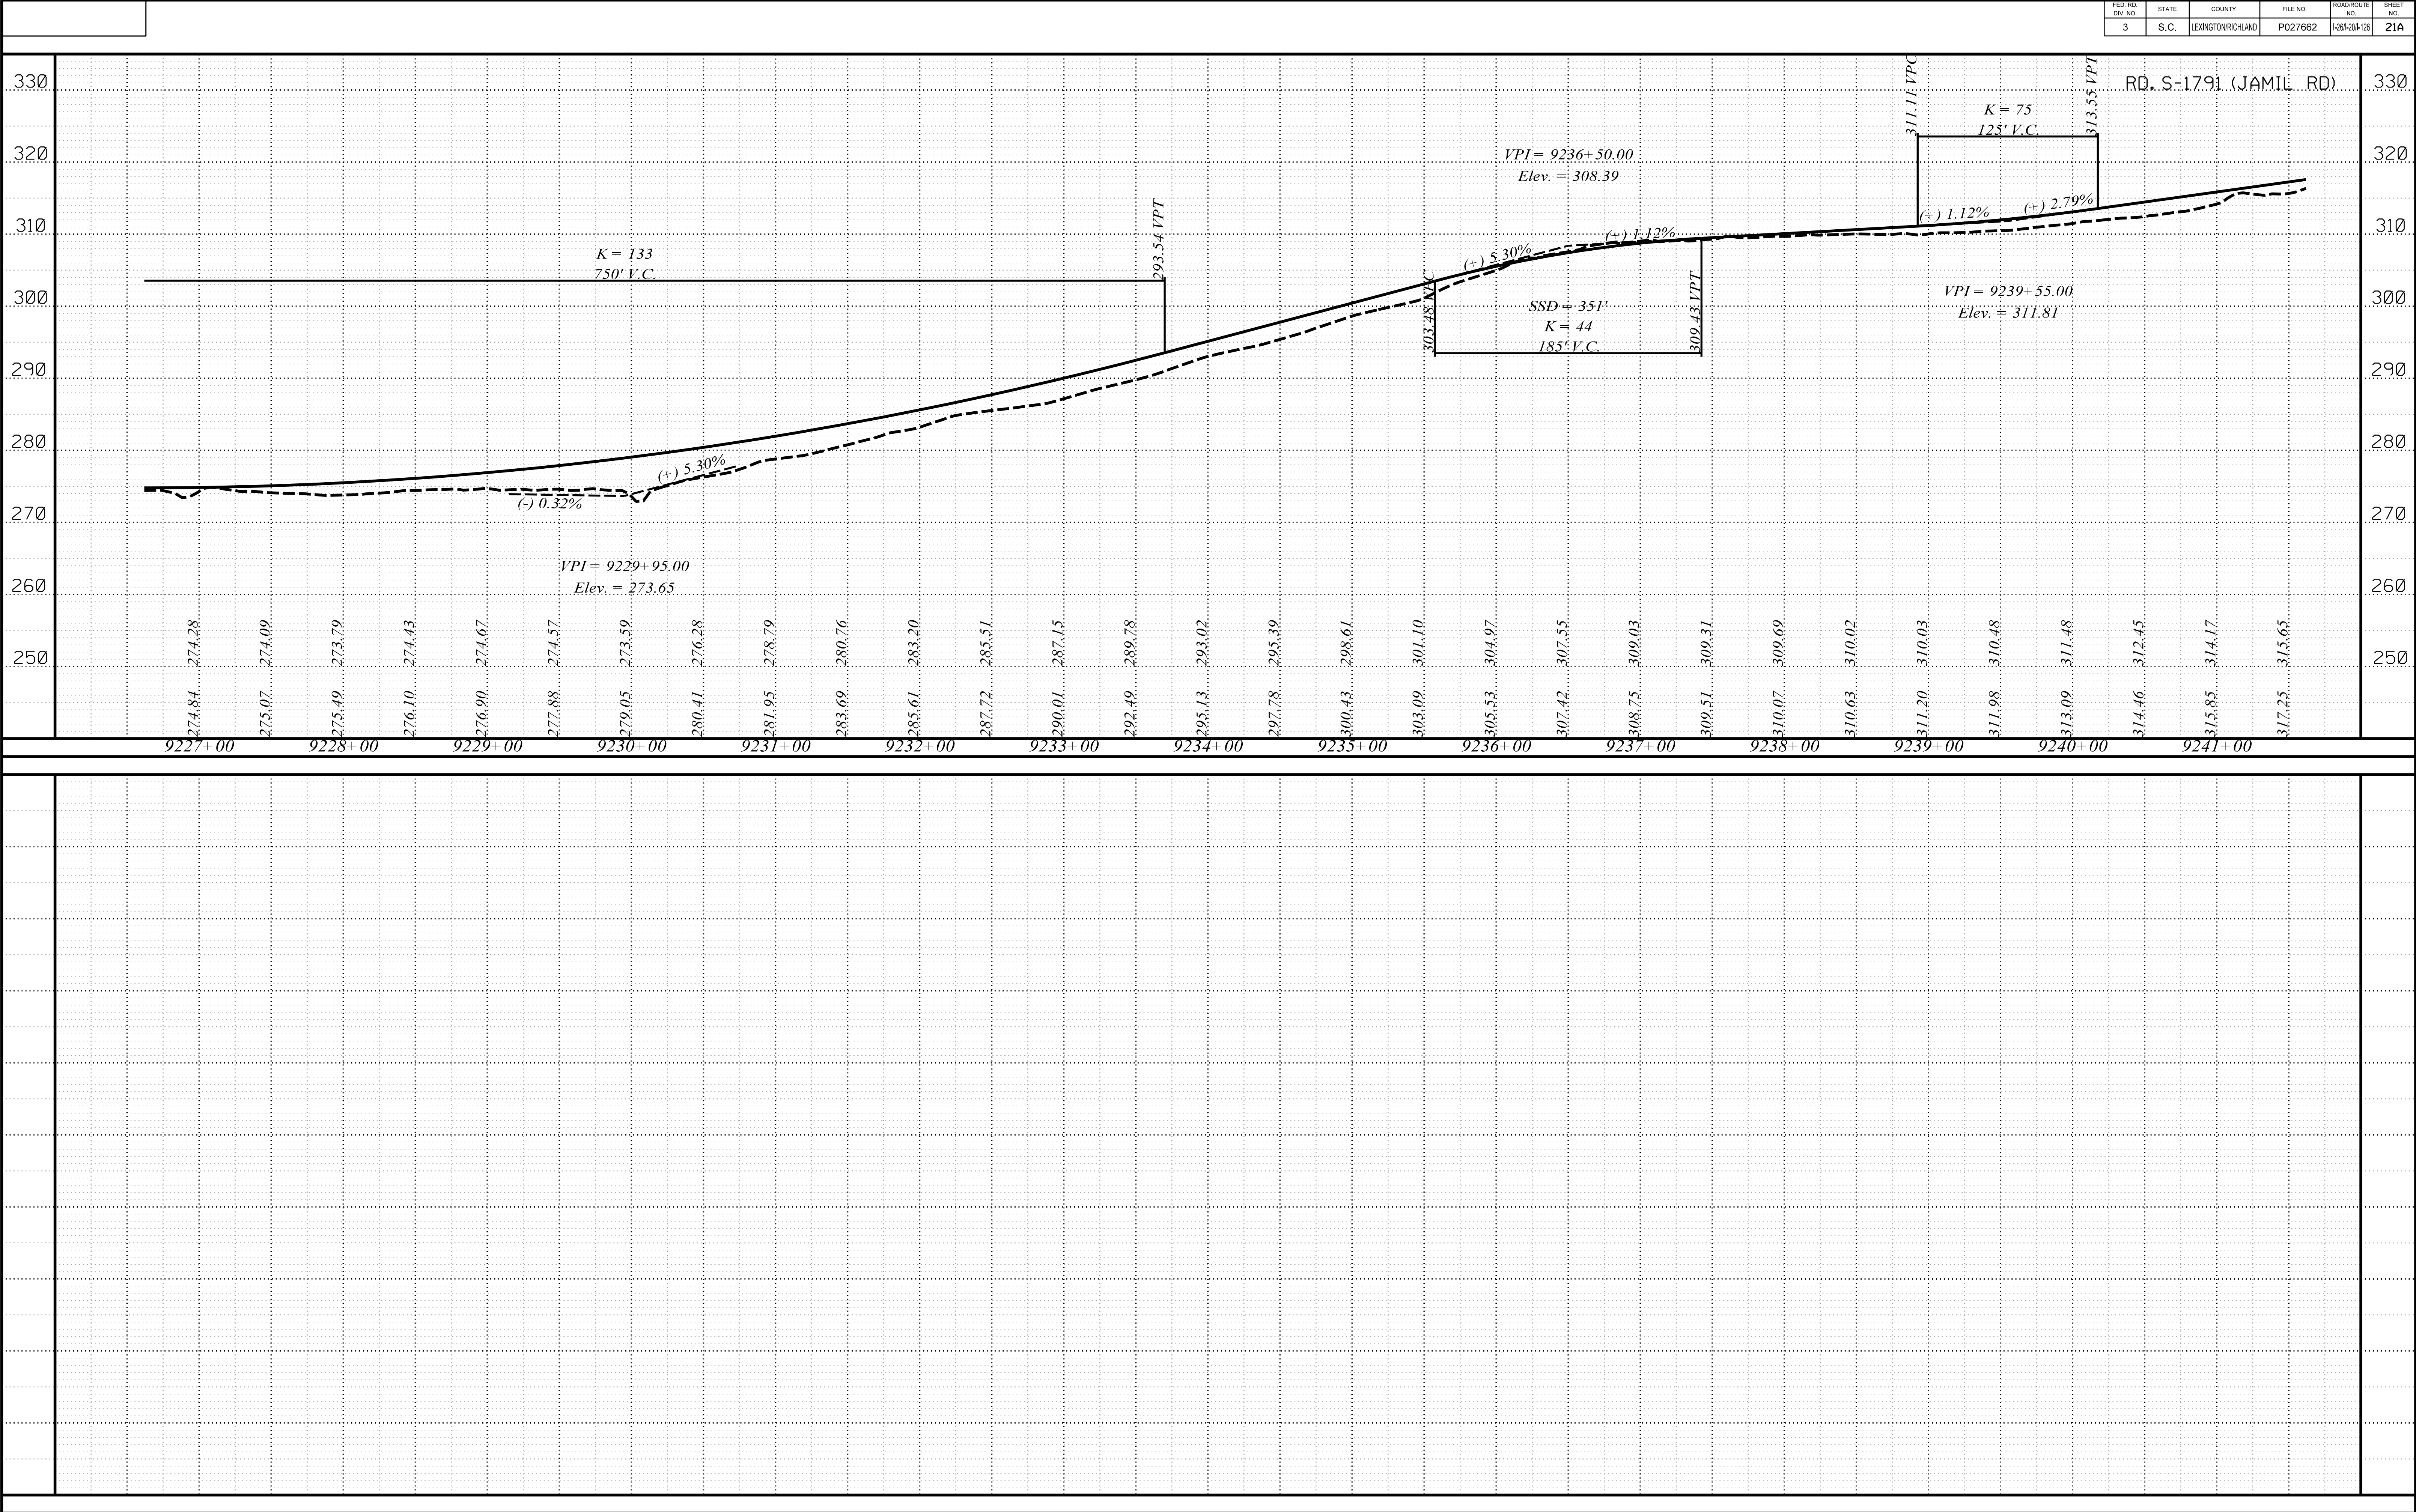 FED. RD. DIV. NO. STATE COUNTY FILE NO. ROAD/ROUTE NO. SHEET NO.
3 S.C. LEXINGTON/RICHLAND P027662 I-26/I-20/I-126 21A
RD. S-1791 (JAMIL RD)
330 330
320 320
310 310
300 300
290 290
280 280
270 270
260 260
250 250
K = 133
750' V.C.
293.54 VPT
(-) 0.32%
(+) 5.30%
VPI = 9229+95.00
Elev. = 273.65
VPI = 9236+50.00
Elev. = 308.39
(+) 5.30%
(+) 1.12%
303.48 VPC
SSD = 351'
K = 44
185' V.C.
309.43 VPT
311.11 VPC
K = 75
125' V.C.
313.55 VPT
(+) 1.12%
(+) 2.79%
VPI = 9239+55.00
Elev. = 311.81
274.28 274.09 273.79 274.43 274.67 274.57 273.59 276.28 278.79 280.76 283.20 285.51 287.15 289.78 293.02 295.39 298.61 301.10 304.97 307.55 309.03 309.31 309.69 310.02 310.03 310.48 311.48 312.45 314.17 315.65
274.84 275.07 275.49 276.10 276.90 277.88 279.05 280.41 281.95 283.69 285.61 287.72 290.01 292.49 295.13 297.78 300.43 303.09 305.53 307.42 308.75 309.51 310.07 310.63 311.20 311.98 313.09 314.46 315.85 317.25
9227+00 9228+00 9229+00 9230+00 9231+00 9232+00 9233+00 9234+00 9235+00 9236+00 9237+00 9238+00 9239+00 9240+00 9241+00